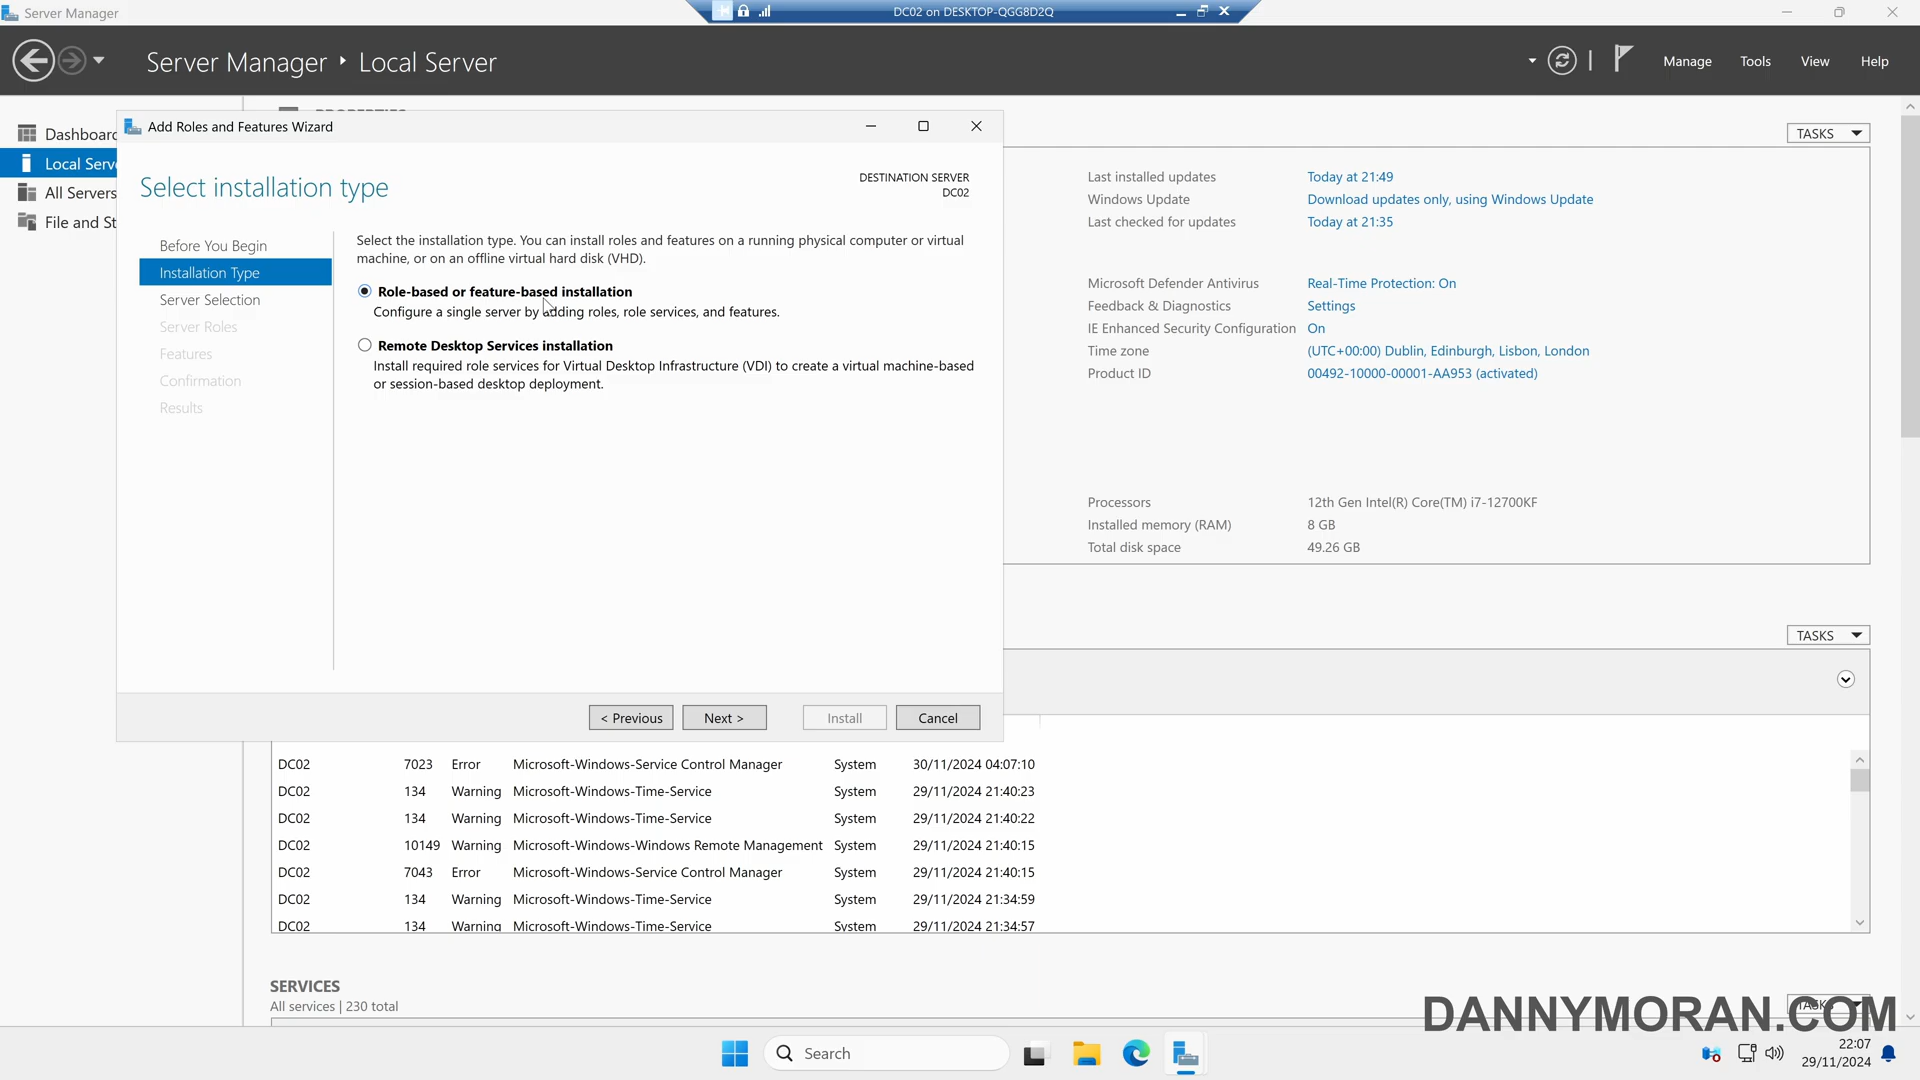 Server Manager
DC02 on DESKTOP-QGG8D2Q
Server Manager ‣ Local Server
Manage Tools View Help
Dashboard
Local Serv
All Servers
File and St
TASKS
Last installed updates Today at 21:49
Windows Update Download updates only, using Windows Update
Last checked for updates Today at 21:35
Microsoft Defender Antivirus Real-Time Protection: On
Feedback & Diagnostics Settings
IE Enhanced Security Configuration On
Time zone (UTC+00:00) Dublin, Edinburgh, Lisbon, London
Product ID 00492-10000-00001-AA953 (activated)
Processors 12th Gen Intel(R) Core(TM) i7-12700KF
Installed memory (RAM) 8 GB
Total disk space 49.26 GB
Add Roles and Features Wizard
Select installation type
DESTINATION SERVER
DC02
Before You Begin
Installation Type
Server Selection
Server Roles
Features
Confirmation
Results
Select the installation type. You can install roles and features on a running physical computer or virtual
machine, or on an offline virtual hard disk (VHD).
Role-based or feature-based installation
Configure a single server by adding roles, role services, and features.
Remote Desktop Services installation
Install required role services for Virtual Desktop Infrastructure (VDI) to create a virtual machine-based
or session-based desktop deployment.
< Previous Next > Install Cancel
TASKS
DC02 7023 Error Microsoft-Windows-Service Control Manager System 30/11/2024 04:07:10
DC02 134 Warning Microsoft-Windows-Time-Service System 29/11/2024 21:40:23
DC02 134 Warning Microsoft-Windows-Time-Service System 29/11/2024 21:40:22
DC02 10149 Warning Microsoft-Windows-Windows Remote Management System 29/11/2024 21:40:15
DC02 7043 Error Microsoft-Windows-Service Control Manager System 29/11/2024 21:40:15
DC02 134 Warning Microsoft-Windows-Time-Service System 29/11/2024 21:34:59
DC02 134 Warning Microsoft-Windows-Time-Service System 29/11/2024 21:34:57
SERVICES
All services | 230 total
TASKS
DANNYMORAN.COM
Search
22:07
29/11/2024